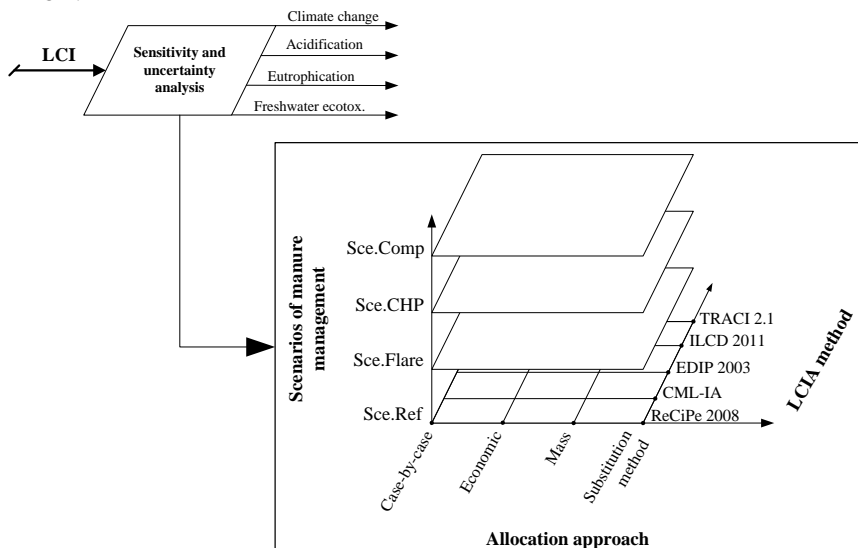 Climate change
LCI
Sensitivity and
uncertainty
analysis
Acidification
Eutrophication
Freshwater ecotox.
Scenarios of manure
management
Sce.Comp
Sce.CHP
Sce.Flare
Sce.Ref
TRACI 2.1
ILCD 2011
EDIP 2003
CML-IA
ReCiPe 2008
LCIA method
Case-by-case
Economic
Mass
Substitution
method
Allocation approach